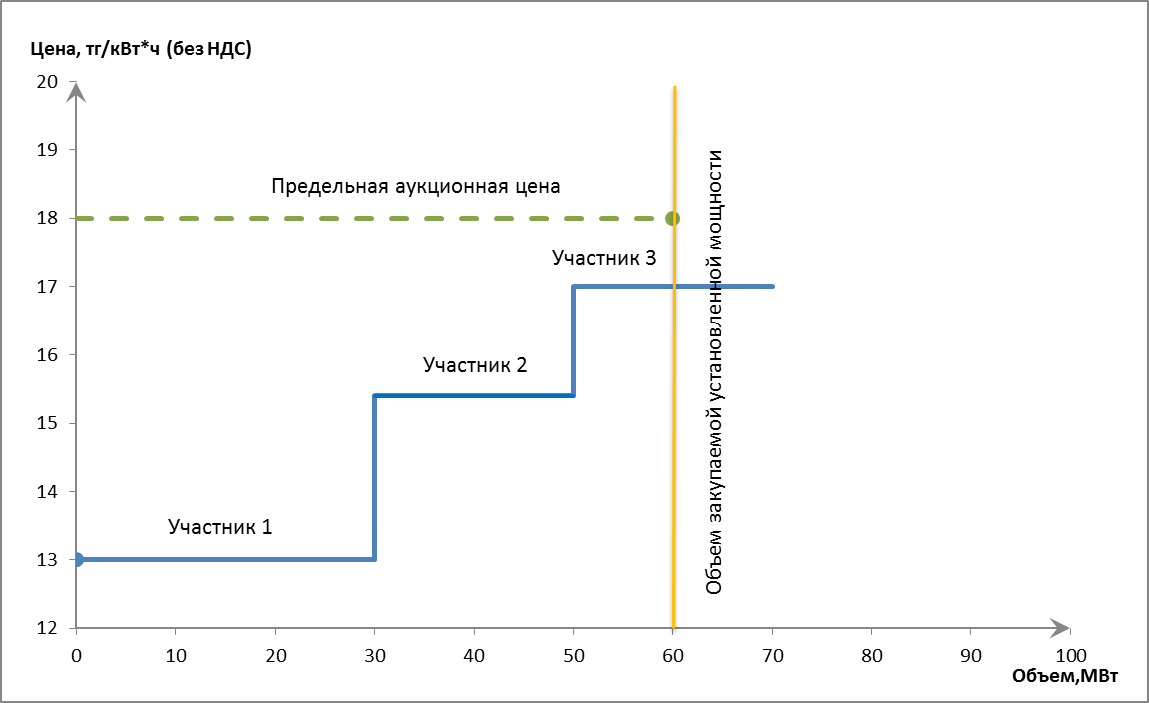 Цена, тг/кВт*ч (без НДС)
20
19
18
17
16
15
14
13
12
Предельная аукционная цена
Участник 3
Участник 2
Участник 1
Объем закупаемой установленной мощности
0 10 20 30 40 50 60 70 80 90 100
Объем,МВт